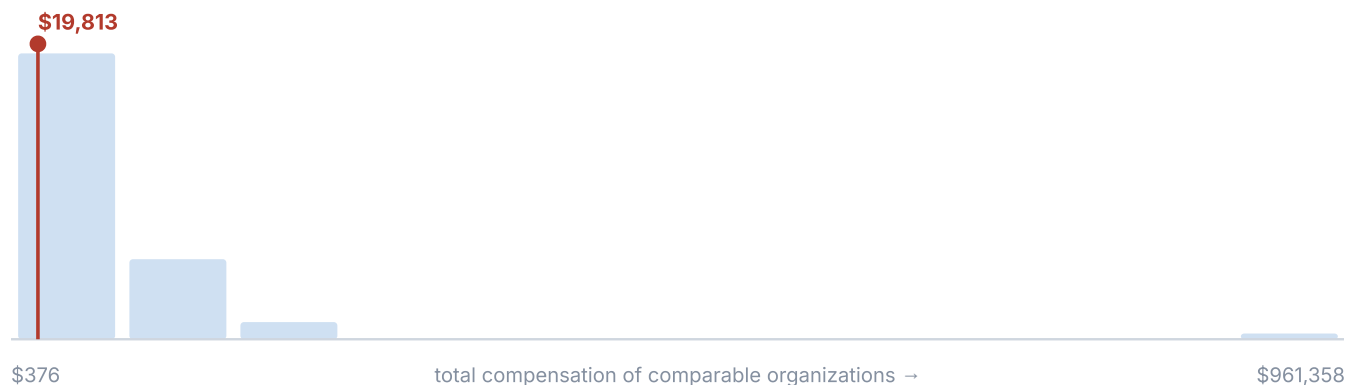 $19,813
$376 total compensation of comparable organizations → $961,358